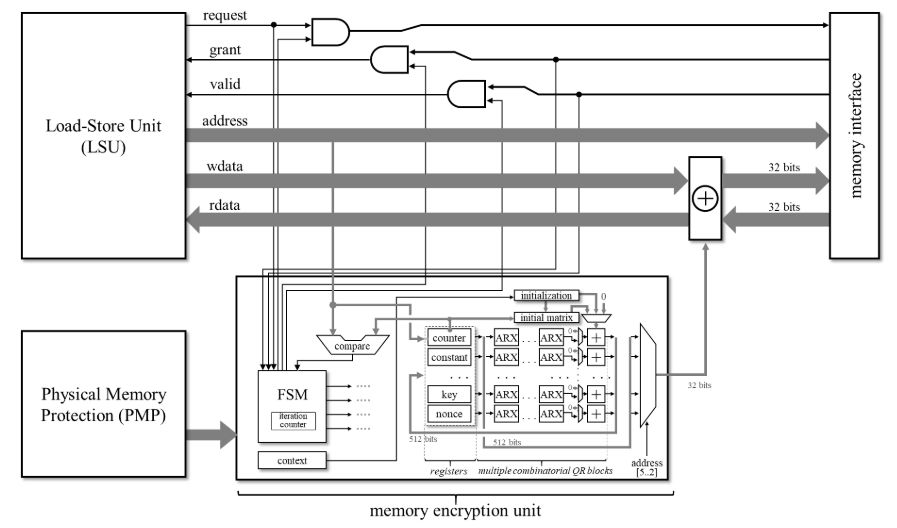 request
grant
valid
address
wdata
rdata
Load-Store Unit
(LSU)
memory interface
32 bits
32 bits
Physical Memory
Protection (PMP)
initialization
0
initial matrix
compare
counter
ARX
. . .
ARX
0
+
constant
ARX
ARX
0
+
. . .
. . .
. . .
key
ARX
. . .
ARX
0
+
nonce
ARX
ARX
0
+
FSM
iteration
counter
....
....
....
....
context
512 bits
512 bits
32 bits
address
[5..2]
registers
multiple combinatorial QR blocks
memory encryption unit